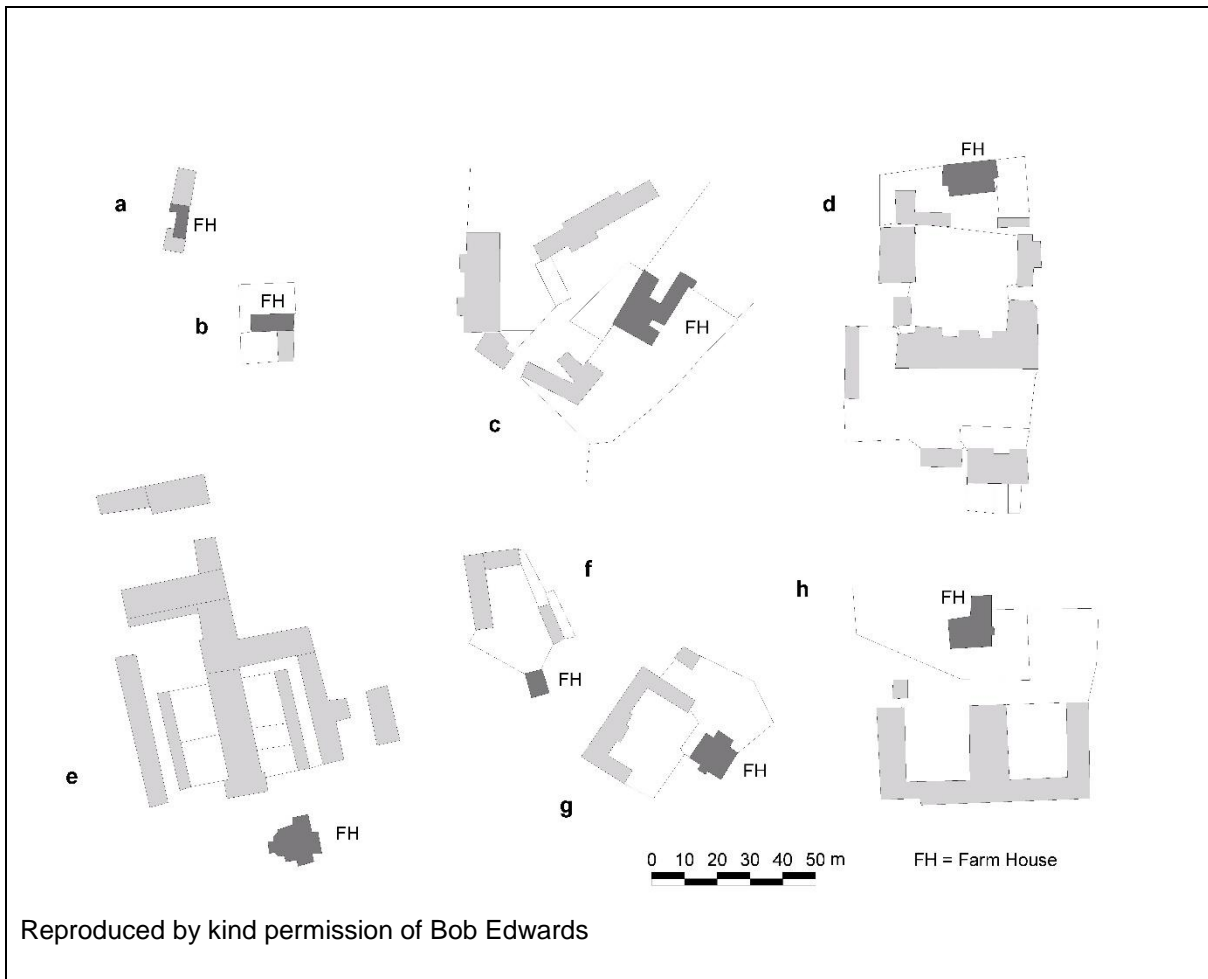 FH
a
FH
d
FH
b
FH
c
f
h
FH
FH
e
g
FH
FH
0 10 20 30 40 50 m
FH = Farm House
Reproduced by kind permission of Bob Edwards